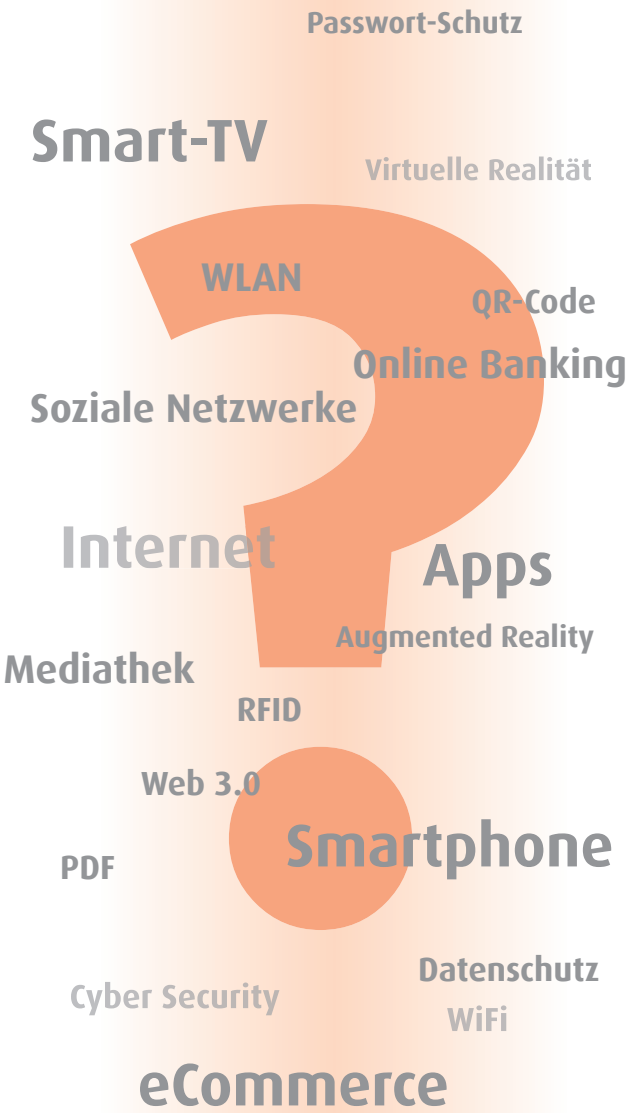 Passwort-Schutz
Smart-TV
Virtuelle Realität
WLAN
QR-Code
Online Banking
Soziale Netzwerke
Internet
Apps
Augmented Reality
Mediathek
RFID
Web 3.0
Smartphone
PDF
Datenschutz
Cyber Security
WiFi
eCommerce